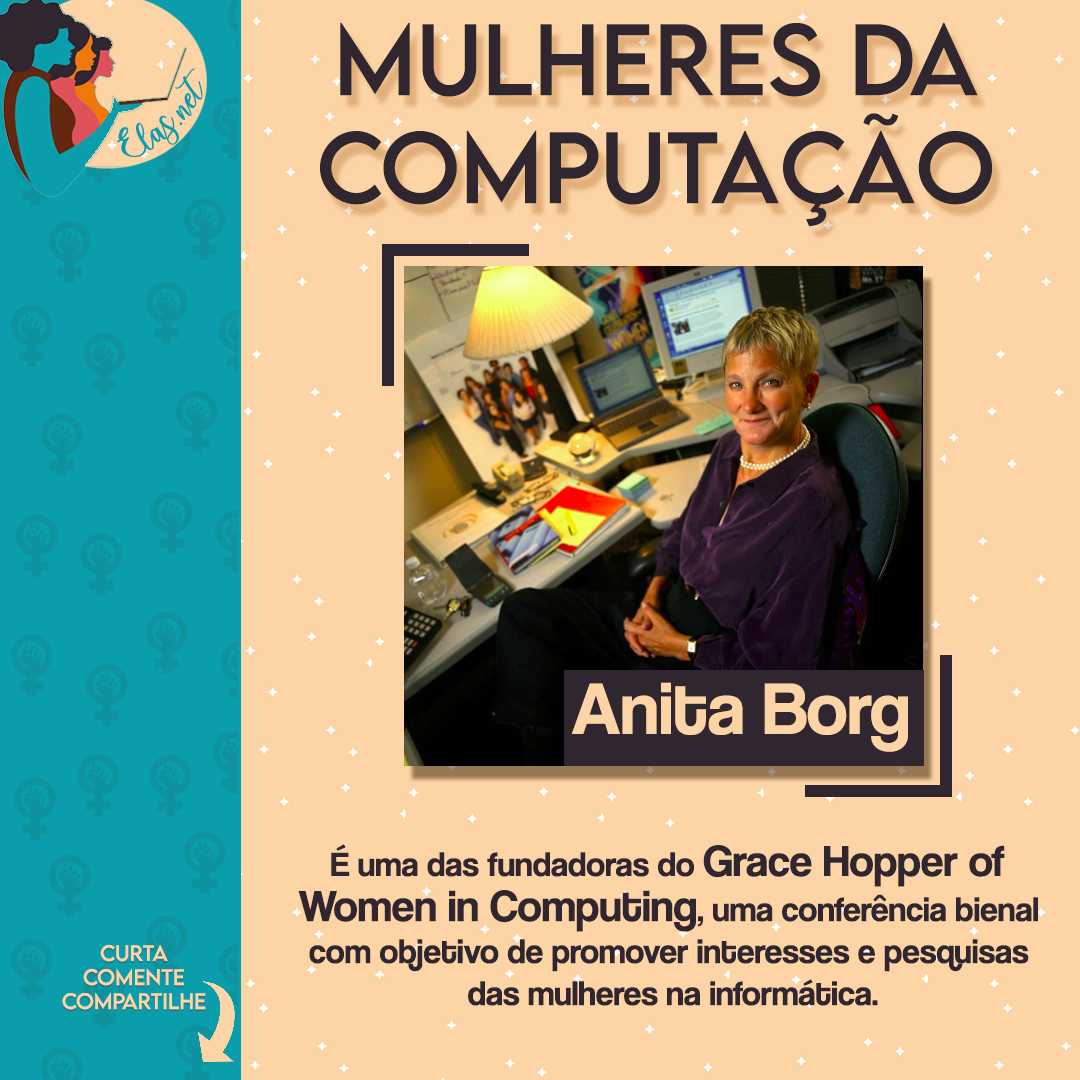 Elas.net
MULHERES DA
COMPUTAÇÃO
WOMEN
Anita Borg
É uma das fundadoras do Grace Hopper of
Women in Computing, uma conferência bienal
com objetivo de promover interesses e pesquisas
das mulheres na informática.
CURTA
COMENTE
COMPARTILHE